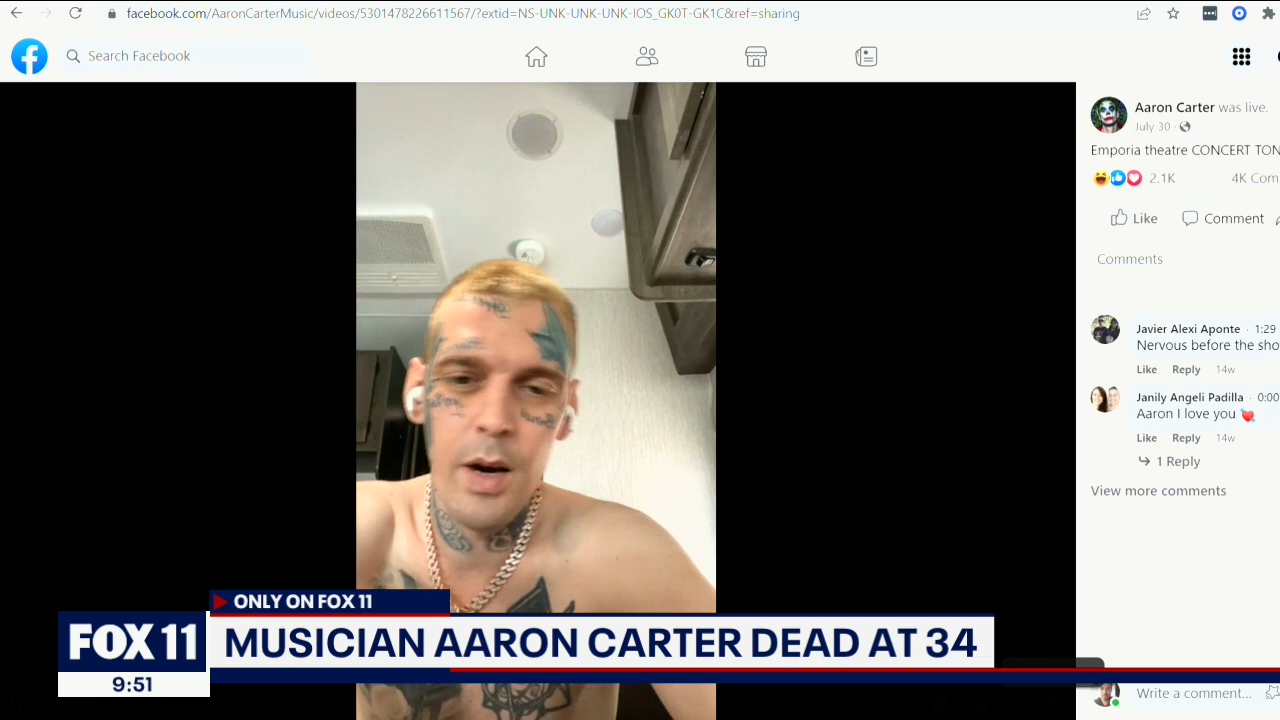 facebook.com/AaronCarterMusic/videos/5301478226611567/?extid=NS-UNK-UNK-UNK-IOS_GK0T-GK1C&ref=sharing
Search Facebook
Aaron Carter was live.
July 30
Emporia theatre CONCERT TON
2.1K 4K Com
Like Comment
Comments
Javier Alexi Aponte · 1:29
Nervous before the sho
Like Reply 14w
Janily Angeli Padilla · 0:00
Aaron I love you
Like Reply 14w
1 Reply
View more comments
ONLY ON FOX 11
FOX 11
MUSICIAN AARON CARTER DEAD AT 34
9:51
Write a comment...